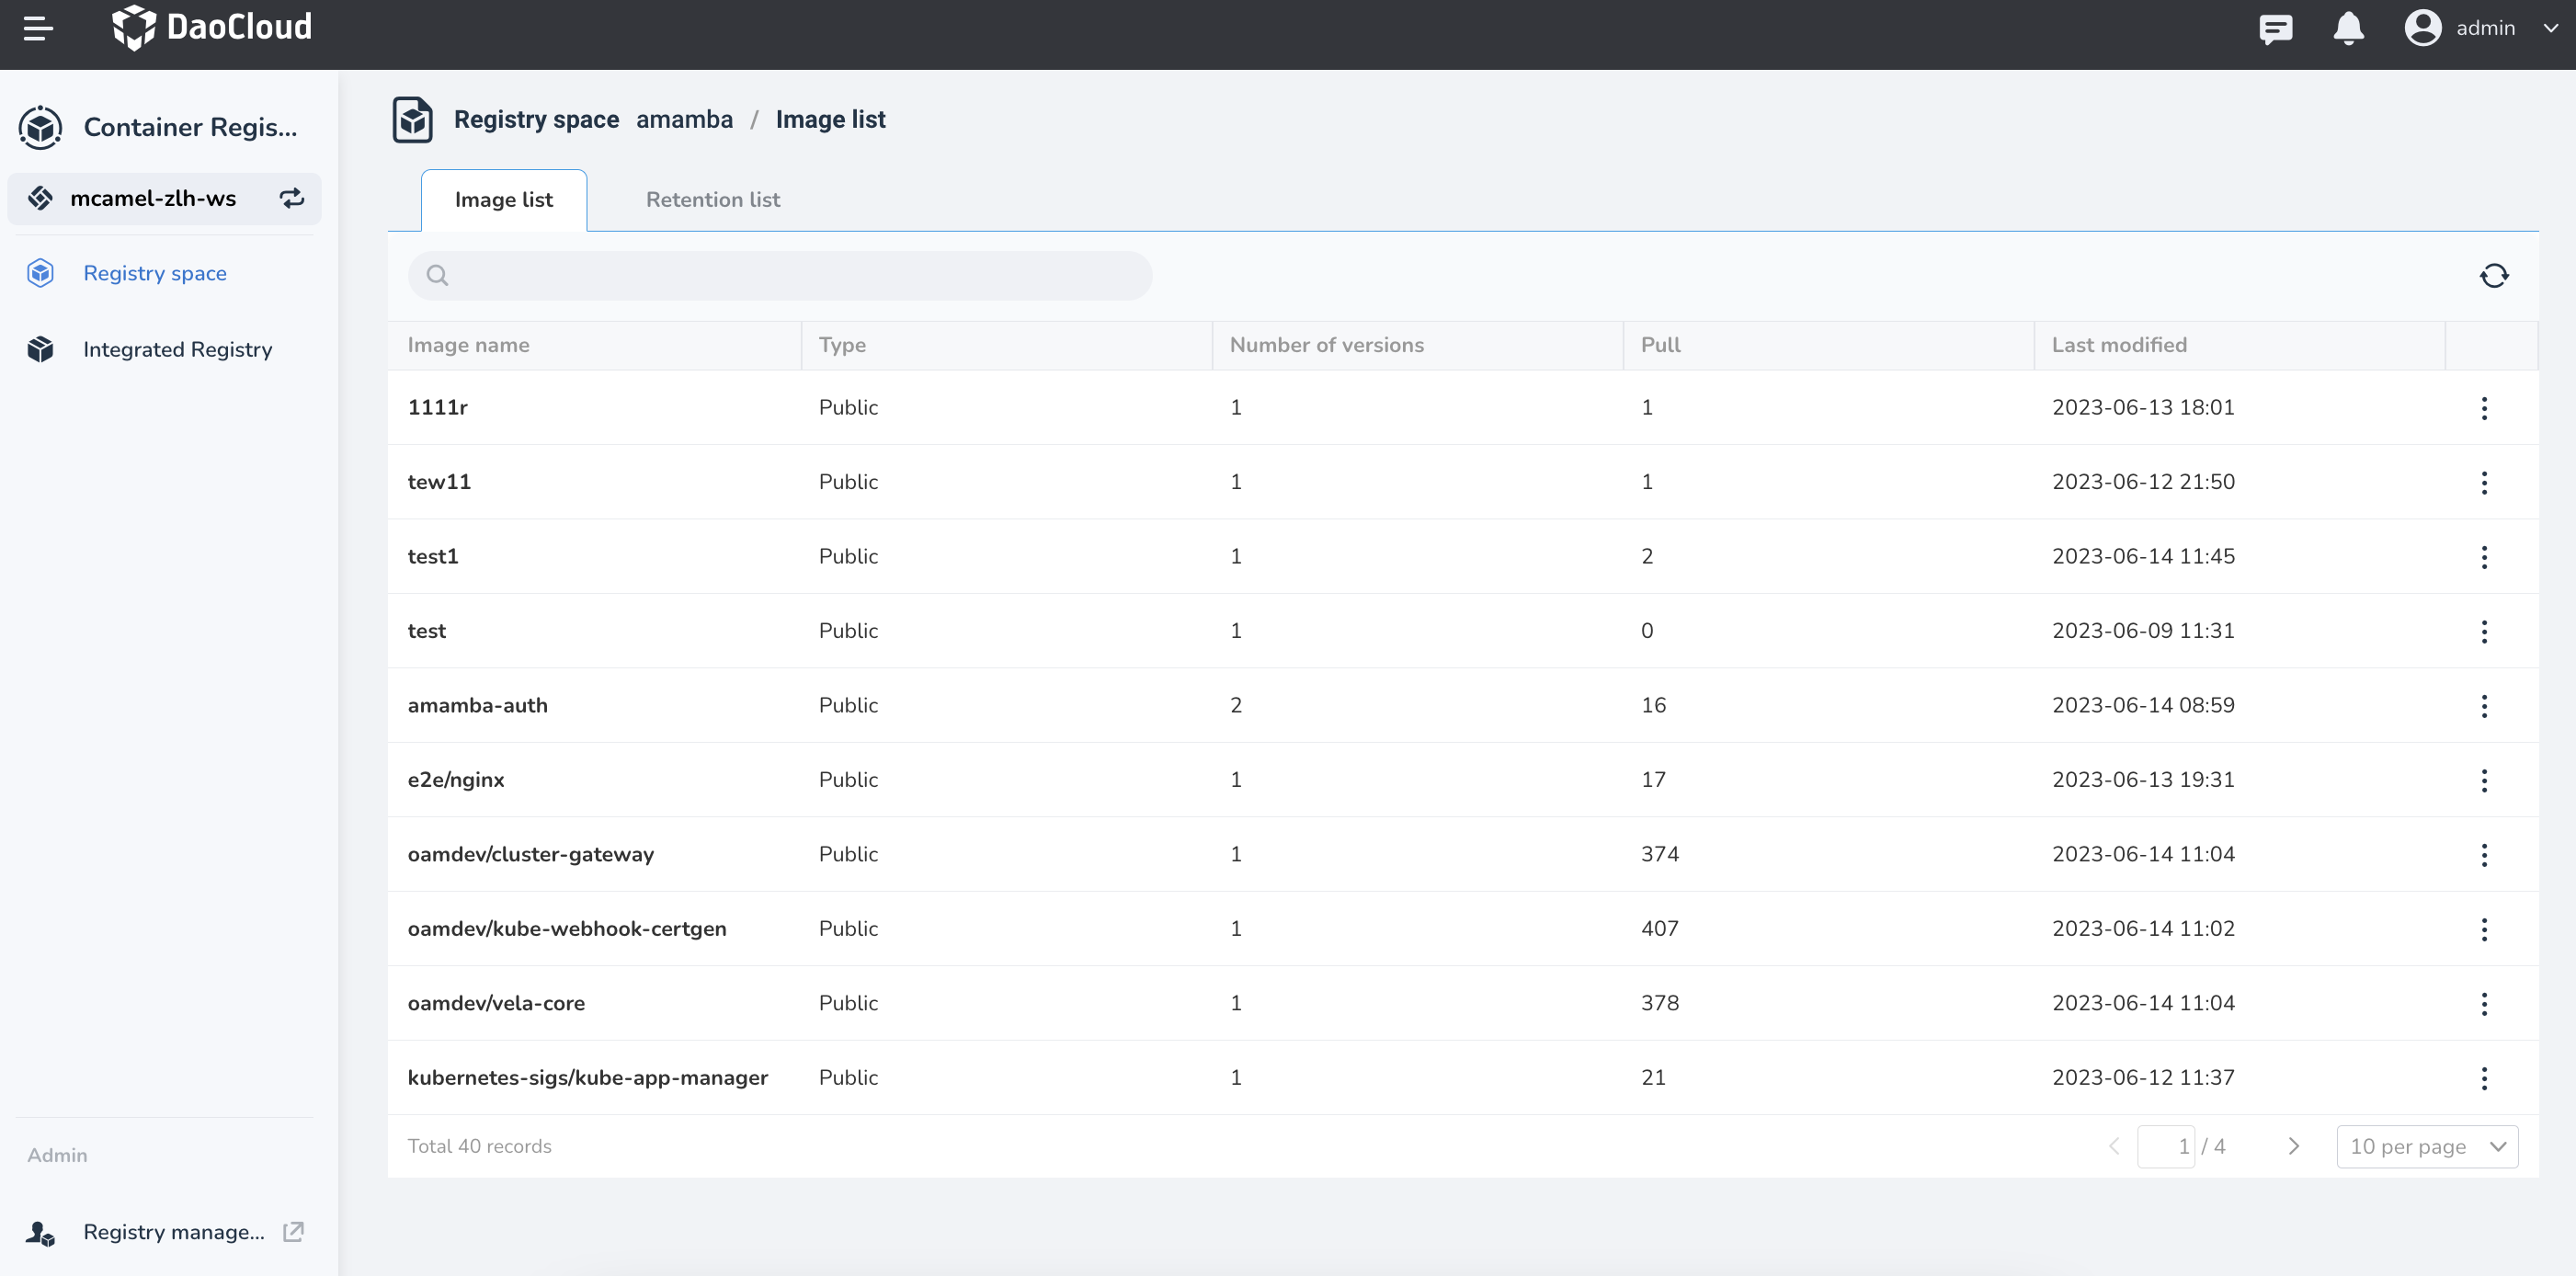 DaoCloud
admin
Container Regis...
mcamel-zlh-ws
Registry space
Integrated Registry
Admin
Registry manage...
Registry space amamba / Image list
Image list Retention list
Image name Type Number of versions Pull Last modified
1111r Public 1 1 2023-06-13 18:01
tew11 Public 1 1 2023-06-12 21:50
test1 Public 1 2 2023-06-14 11:45
test Public 1 0 2023-06-09 11:31
amamba-auth Public 2 16 2023-06-14 08:59
e2e/nginx Public 1 17 2023-06-13 19:31
oamdev/cluster-gateway Public 1 374 2023-06-14 11:04
oamdev/kube-webhook-certgen Public 1 407 2023-06-14 11:02
oamdev/vela-core Public 1 378 2023-06-14 11:04
kubernetes-sigs/kube-app-manager Public 1 21 2023-06-12 11:37
Total 40 records 1 / 4 10 per page